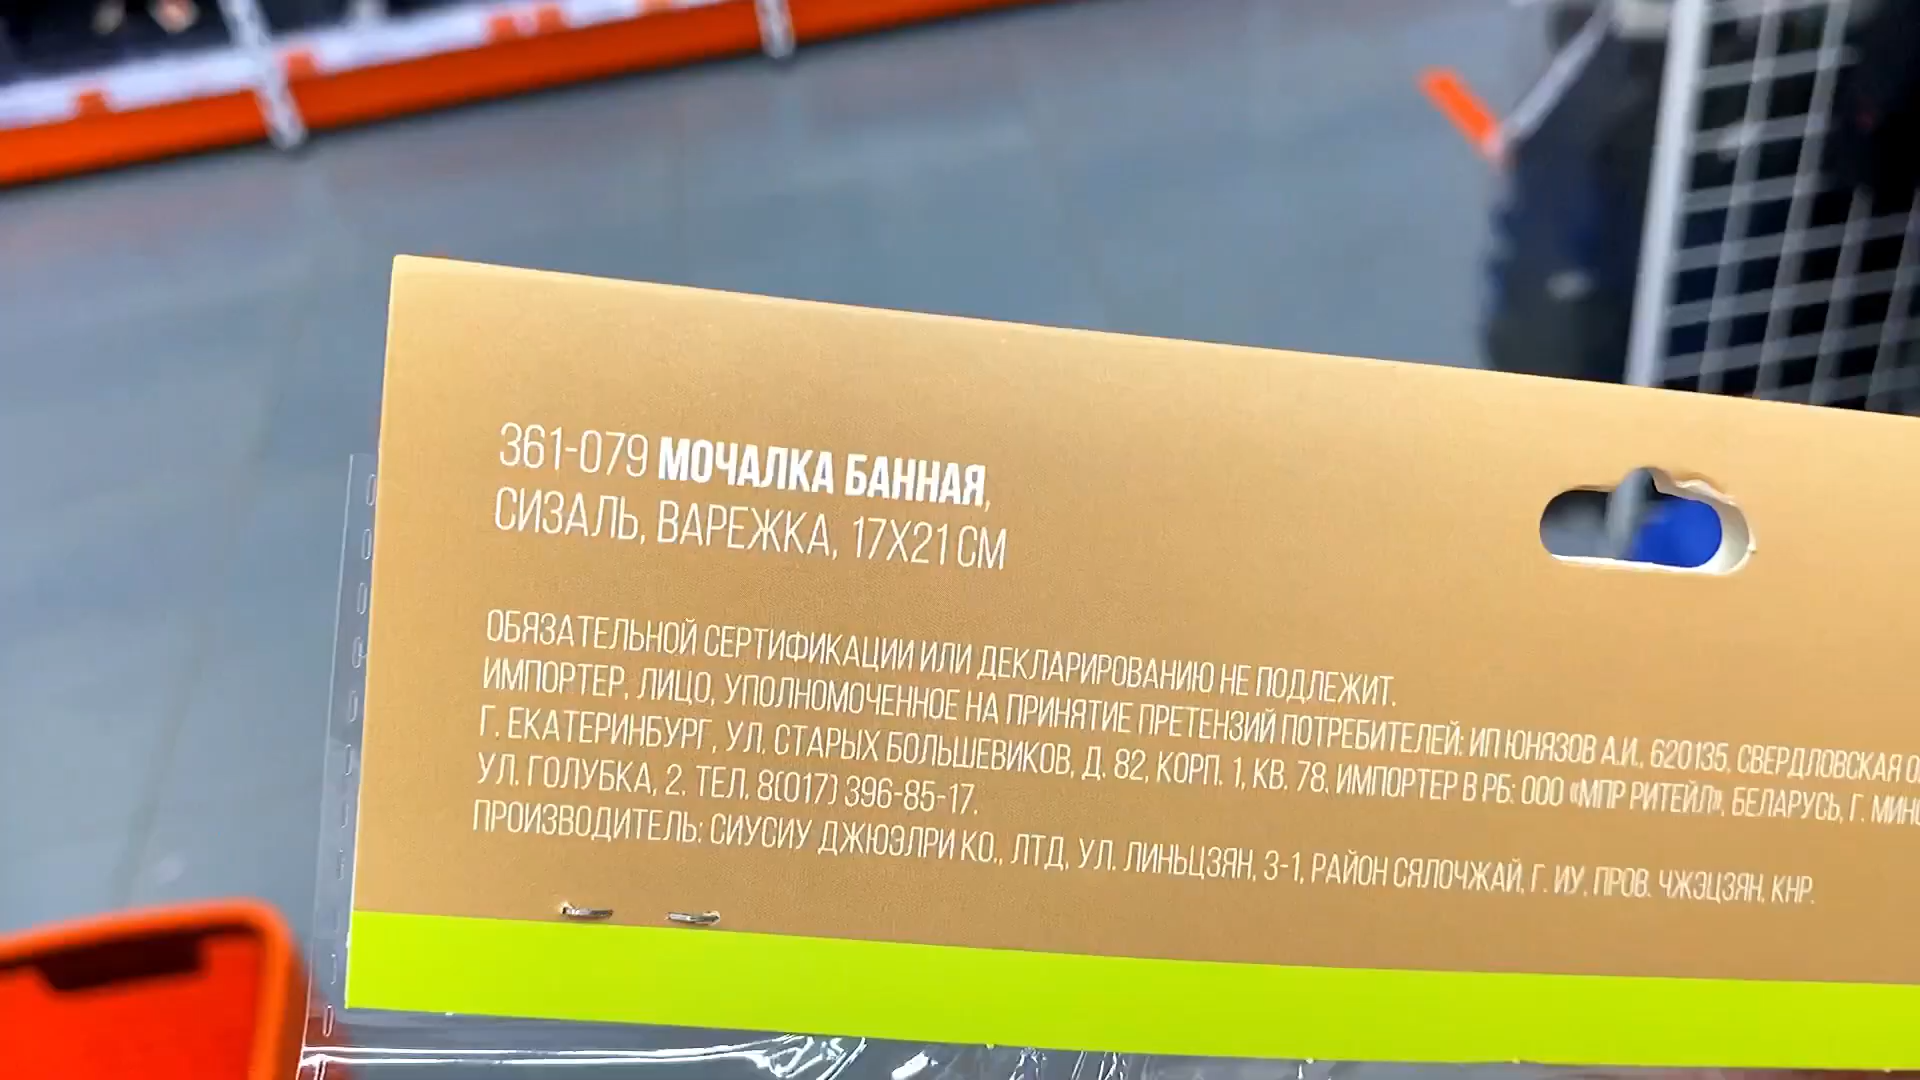 361-079 МОЧАЛКА БАННАЯ,
СИЗАЛЬ, ВАРЕЖКА, 17Х21 СМ
ОБЯЗАТЕЛЬНОЙ СЕРТИФИКАЦИИ ИЛИ ДЕКЛАРИРОВАНИЮ НЕ ПОДЛЕЖИТ.
ИМПОРТЕР, ЛИЦО, УПОЛНОМОЧЕННОЕ НА ПРИНЯТИЕ ПРЕТЕНЗИЙ ПОТРЕБИТЕЛЕЙ: ИП ЮНЯЗОВ А.И., 620135, СВЕРДЛОВСКАЯ
Г. ЕКАТЕРИНБУРГ, УЛ. СТАРЫХ БОЛЬШЕВИКОВ, Д. 82, КОРП. 1, КВ. 78. ИМПОРТЕР В РБ: ООО «МПР РИТЕЙЛ», БЕЛАРУСЬ, Г.
УЛ. ГОЛУБКА, 2. ТЕЛ. 8(017) 396-85-17.
ПРОИЗВОДИТЕЛЬ: СИУСИУ ДЖЮЭЛРИ КО., ЛТД, УЛ. ЛИНЬЦЗЯН, 3-1, РАЙОН СЯЛОЧЖАЙ, Г. ИУ, ПРОВ. ЧЖЭЦЗЯН, КНР.